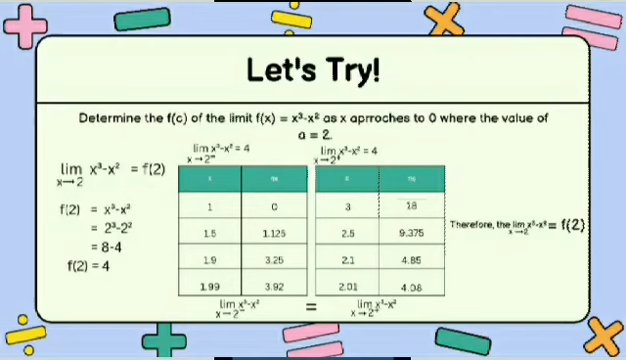 Let's Try!
Determine the f(c) of the limit f(x) = x³-x² as x aprroches to 0 where the value of
a = 2.
lim x³-x² = 4
x→2⁻
lim x³-x² = 4
x→2⁺
lim x³-x² = f(2)
x→2
f(2) = x³-x²
= 2³-2²
= 8-4
f(2) = 4
1 0
1.5 1.125
1.9 3.25
1.99 3.92
3 18
2.5 9.375
2.1 4.85
2.01 4.08
Therefore, the lim x³-x² = f(2)
x→2
lim x³-x² = lim x³-x²
x→2⁻ x→2⁺